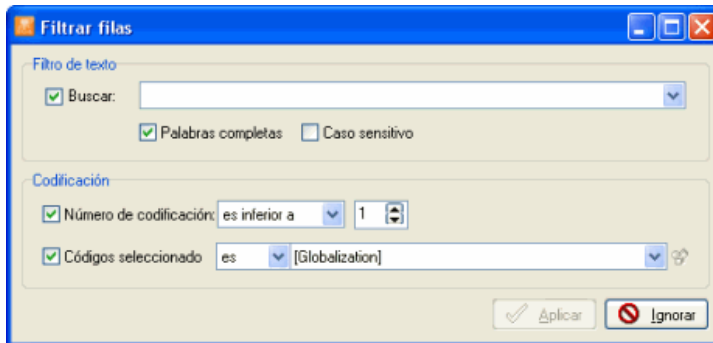 Filtrar filas
Filtro de texto
Buscar:
Palabras completas Caso sensitivo
Codificación
Número de codificación: es inferior a 1
Códigos seleccionado es [Globalization]
Aplicar Ignorar